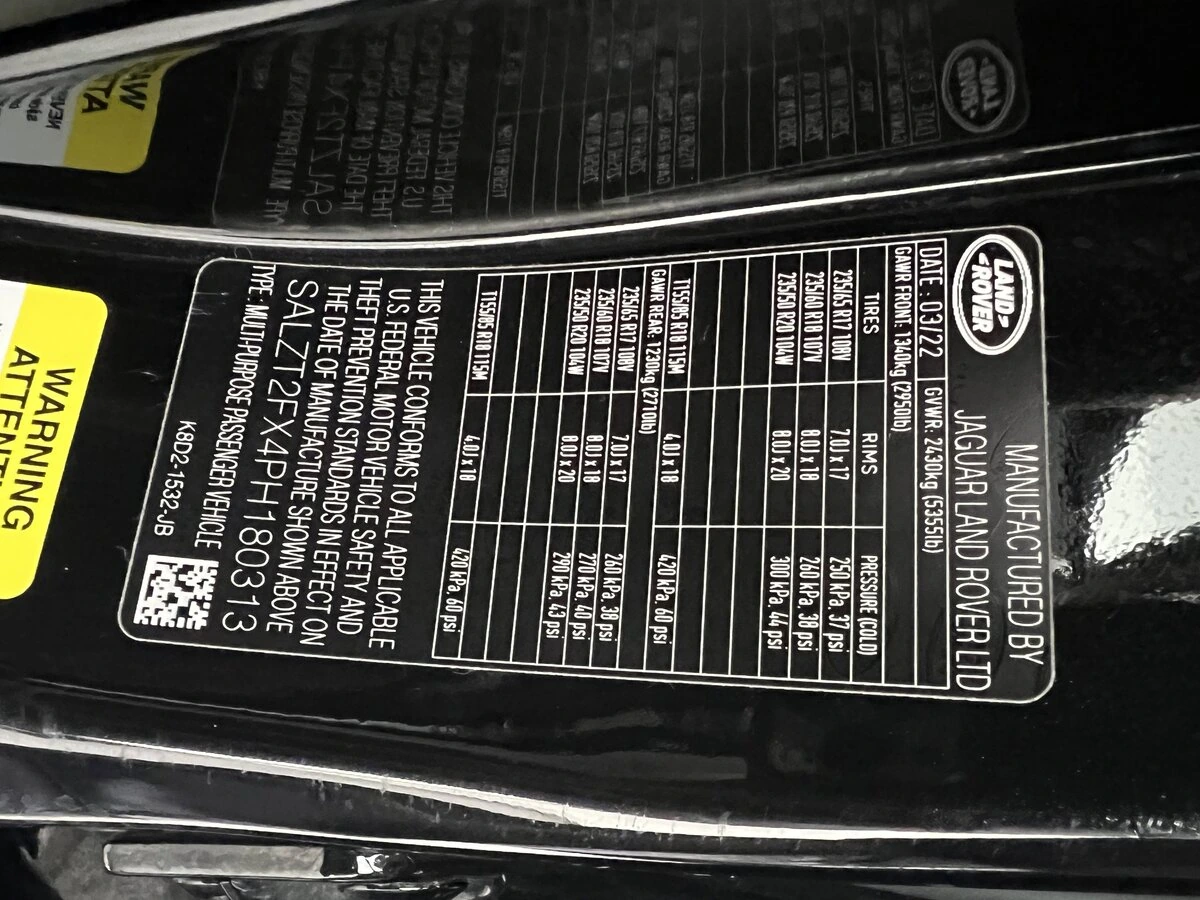 LAND
ROVER
MANUFACTURED BY
JAGUAR LAND ROVER LTD
DATE : 03/22 GVWR: 2430kg (5355lb)
GAWR FRONT: 1340kg (2950lb)
TIRES RIMS PRESSURE (COLD)
235/65 R17 108V 7.0J x 17 250 kPa. 37 psi
235/60 R18 107V 8.0J x 18 260 kPa. 38 psi
235/50 R20 104W 8.0J x 20 300 kPa. 44 psi
T155/85 R18 115M 4.0J x 18 420 kPa. 60 psi
GAWR REAR: 1230kg (2710lb)
235/65 R17 108V 7.0J x 17 260 kPa. 38 psi
235/60 R18 107V 8.0J x 18 270 kPa. 40 psi
235/50 R20 104W 8.0J x 20 290 kPa. 43 psi
T155/85 R18 115M 4.0J x 18 420 kPa. 60 psi
THIS VEHICLE CONFORMS TO ALL APPLICABLE
U.S. FEDERAL MOTOR VEHICLE SAFETY AND
THEFT PREVENTION STANDARDS IN EFFECT ON
THE DATE OF MANUFACTURE SHOWN ABOVE
SALZT2FX4PH180313
TYPE: MULTI-PURPOSE PASSENGER VEHICLE
K8D2-1532-JB
WARNING